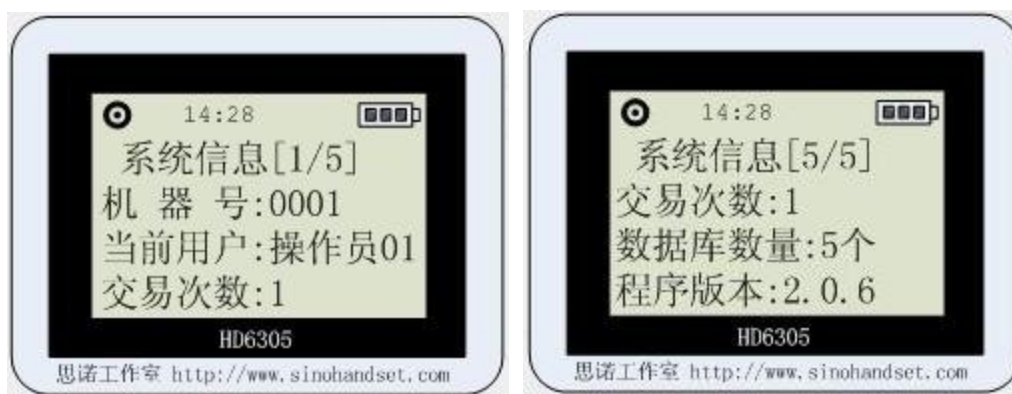 14:28
系统信息[1/5]
机 器 号:0001
当前用户:操作员01
交易次数:1
HD6305
思诺工作室 http://www.sinohandset.com
14:28
系统信息[5/5]
交易次数:1
数据库数量:5个
程序版本:2.0.6
HD6305
思诺工作室 http://www.sinohandset.com